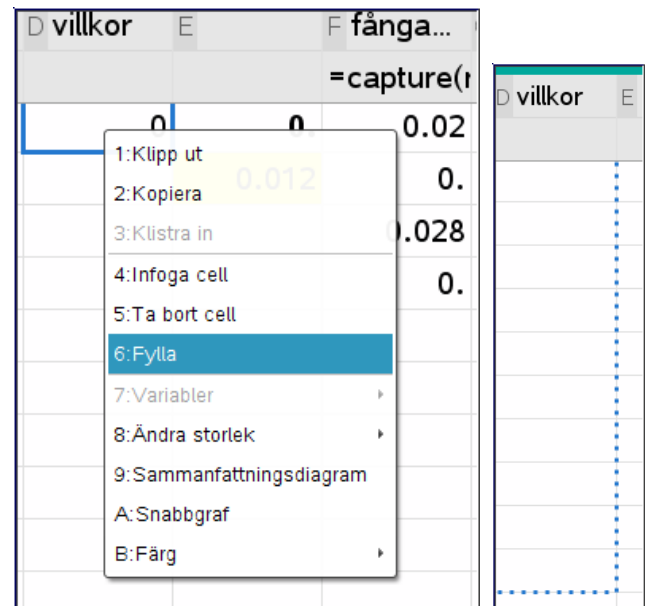 D villkor E F fånga...
=capture(r
0 0. 0.02
1:Klipp ut
0.012 0.
2:Kopiera
3:Klistra in 0.028
4:Infoga cell 0.
5:Ta bort cell
6:Fylla
7:Variabler
8:Ändra storlek
9:Sammanfattningsdiagram
A:Snabbgraf
B:Färg
D villkor E